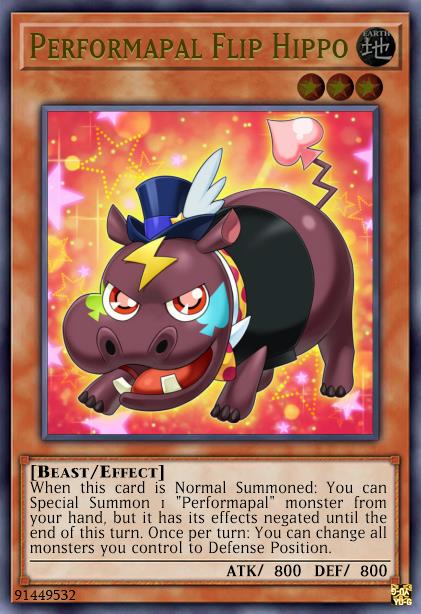 Performapal Flip Hippo
EARTH
地
[Beast/Effect]
When this card is Normal Summoned: You can
Special Summon 1 "Performapal" monster from
your hand, but it has its effects negated until the
end of this turn. Once per turn: You can change all
monsters you control to Defense Position.
ATK/ 800 DEF/ 800
91449532